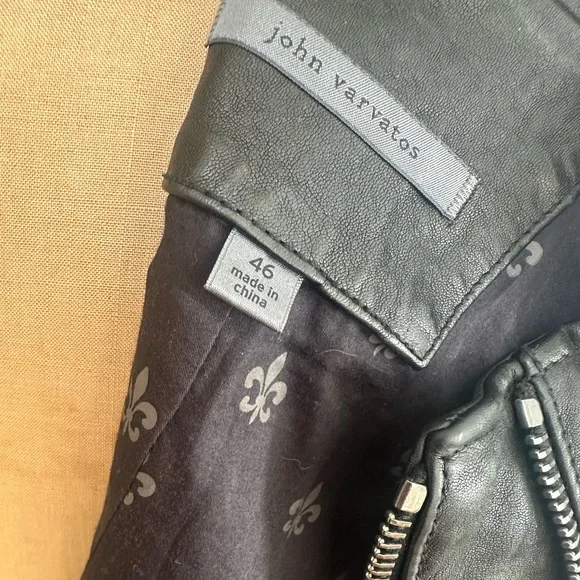 john varvatos
46
made in
china